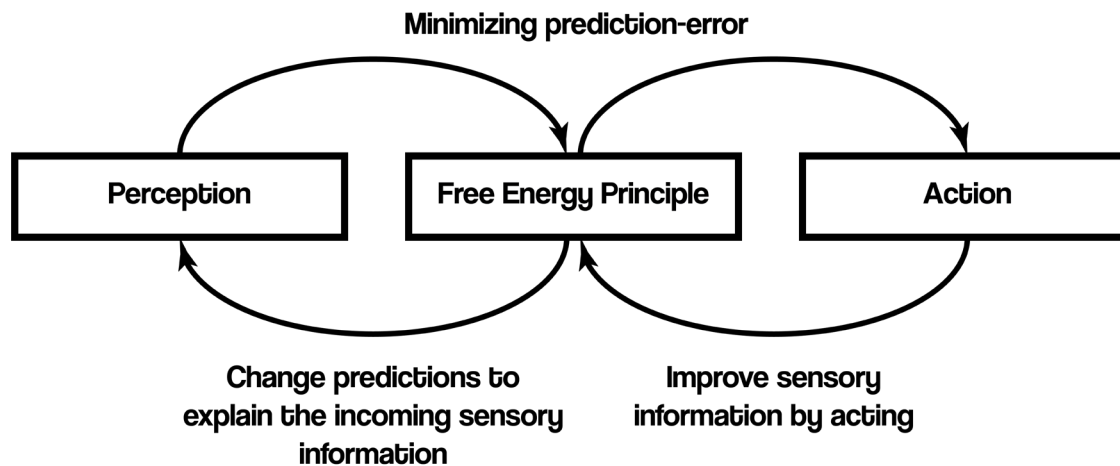 Minimizing prediction-error
Perception
Free Energy Principle
Action
Change predictions to
explain the incoming sensory
information
Improve sensory
information by acting